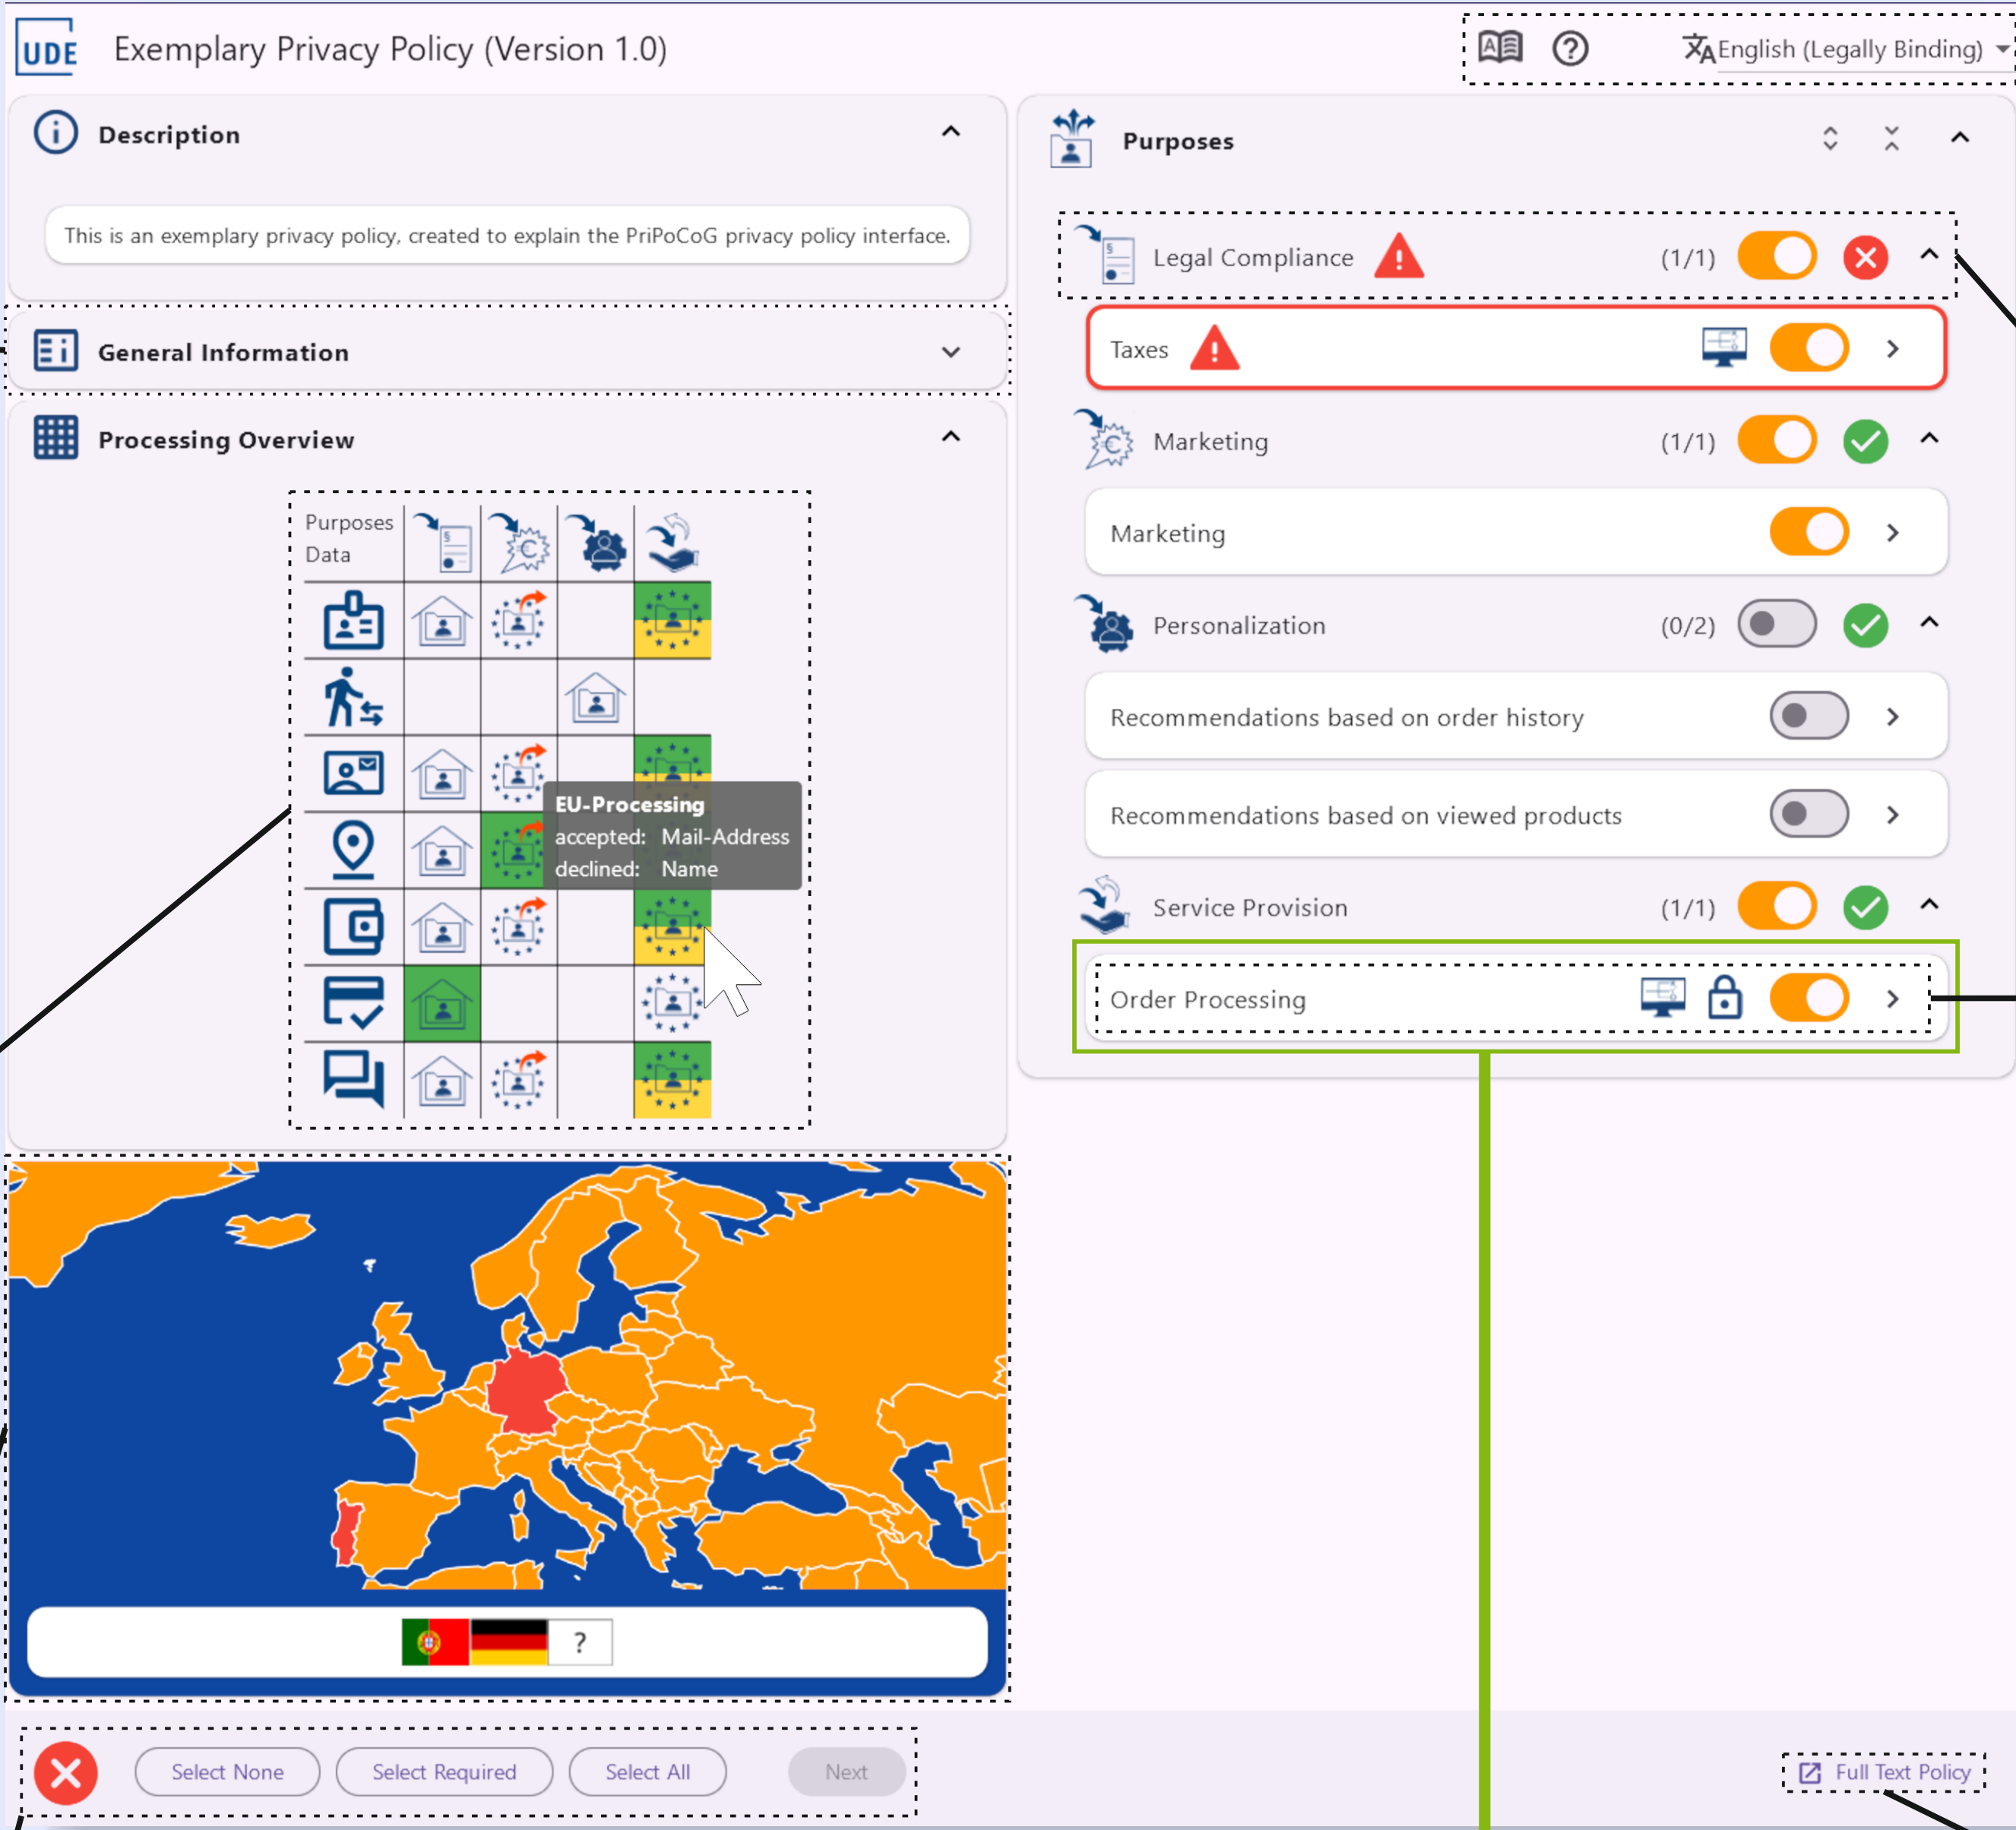 UDE
Exemplary Privacy Policy (Version 1.0)
English (Legally Binding)
Description
This is an exemplary privacy policy, created to explain the PriPoCoG privacy policy interface.
General Information
Processing Overview
Purposes
Data
EU-Processing
accepted: Mail-Address
declined: Name
?
Purposes
Legal Compliance (1/1)
Taxes
Marketing (1/1)
Marketing
Personalization (0/2)
Recommendations based on order history
Recommendations based on viewed products
Service Provision (1/1)
Order Processing
Select None
Select Required
Select All
Next
Full Text Policy